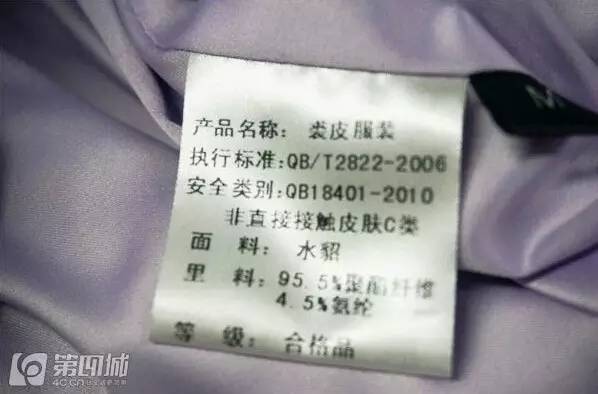 产品名称: 裘皮服装
执行标准:QB/T2822-2006
安全类别:QB18401-2010
非直接接触皮肤C类
面 料: 水貂
里 料: 95.5%聚酯纤维
4.5%氨纶
等 级: 合格品
M
第四城
4C.CN